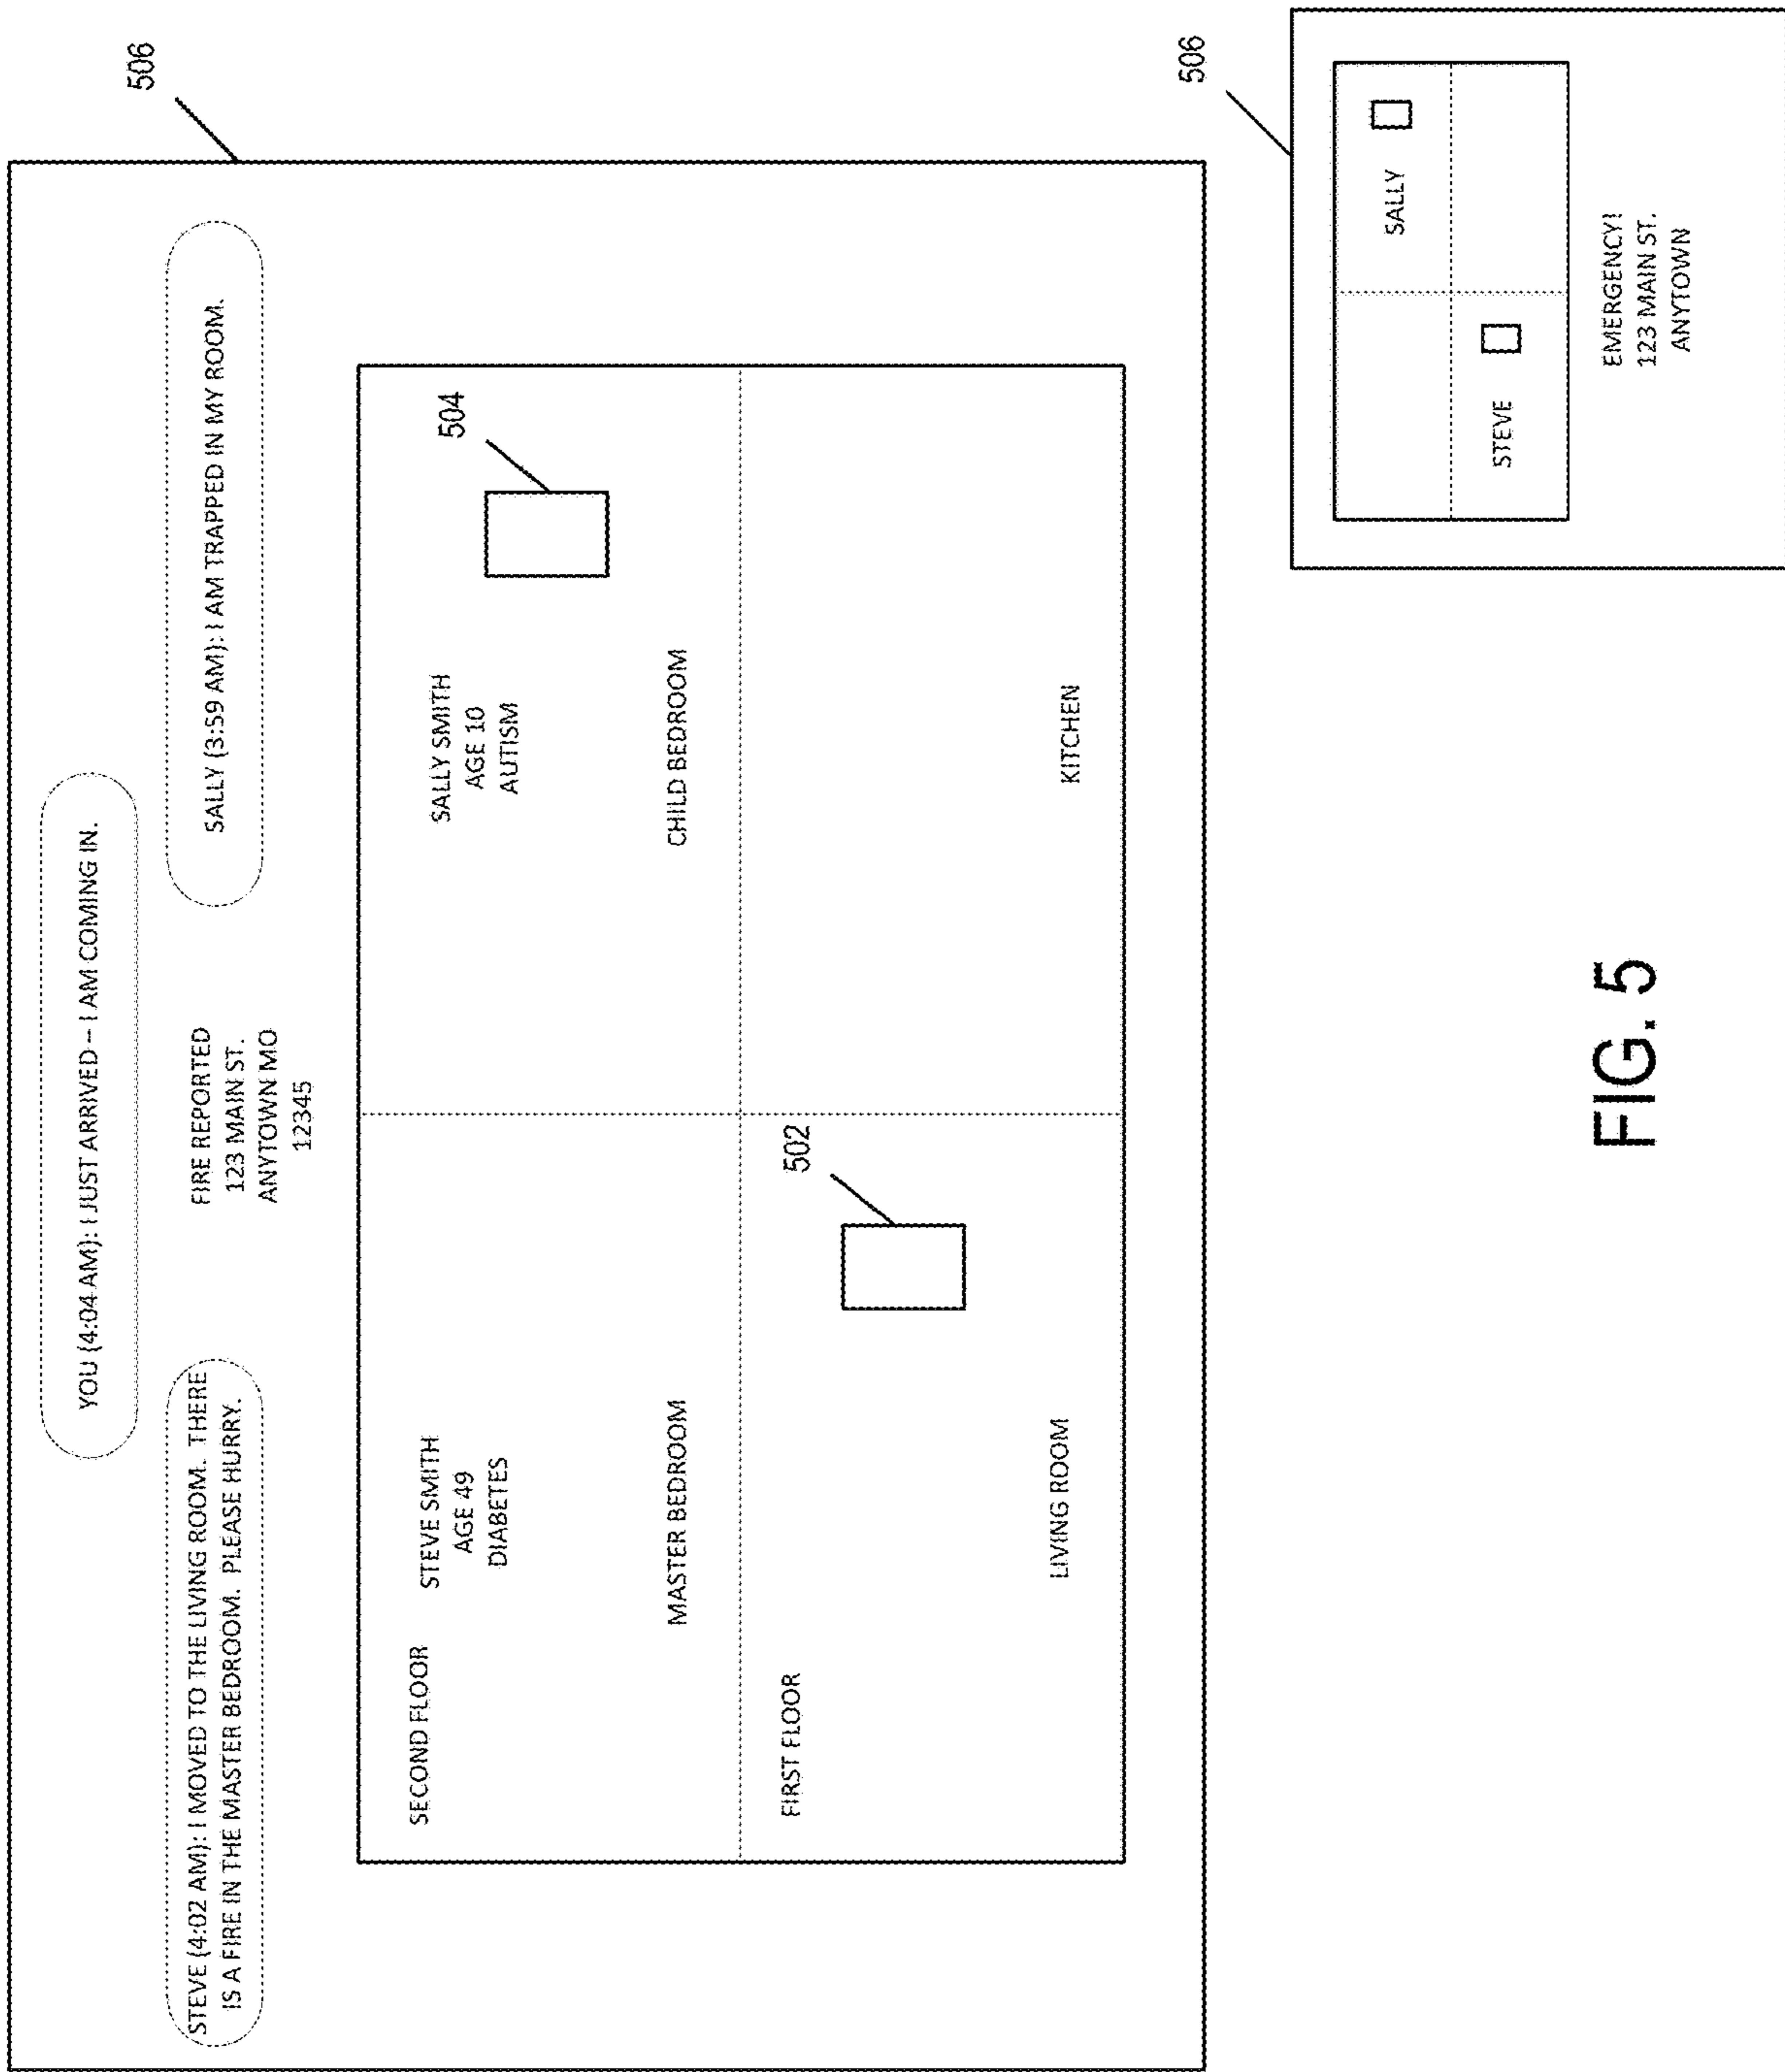 506
YOU (4:04 AM): I JUST ARRIVED – I AM COMING IN.
STEVE (4:02 AM): I MOVED TO THE LIVING ROOM. THERE
IS A FIRE IN THE MASTER BEDROOM. PLEASE HURRY.
FIRE REPORTED
123 MAIN ST.
ANYTOWN MO
12345
SALLY (3:59 AM): I AM TRAPPED IN MY ROOM.
SECOND FLOOR
STEVE SMITH
AGE 49
DIABETES
MASTER BEDROOM
SALLY SMITH
AGE 10
AUTISM
504
CHILD BEDROOM
FIRST FLOOR
502
LIVING ROOM
KITCHEN
506
SALLY
STEVE
EMERGENCY!
123 MAIN ST.
ANYTOWN
FIG. 5